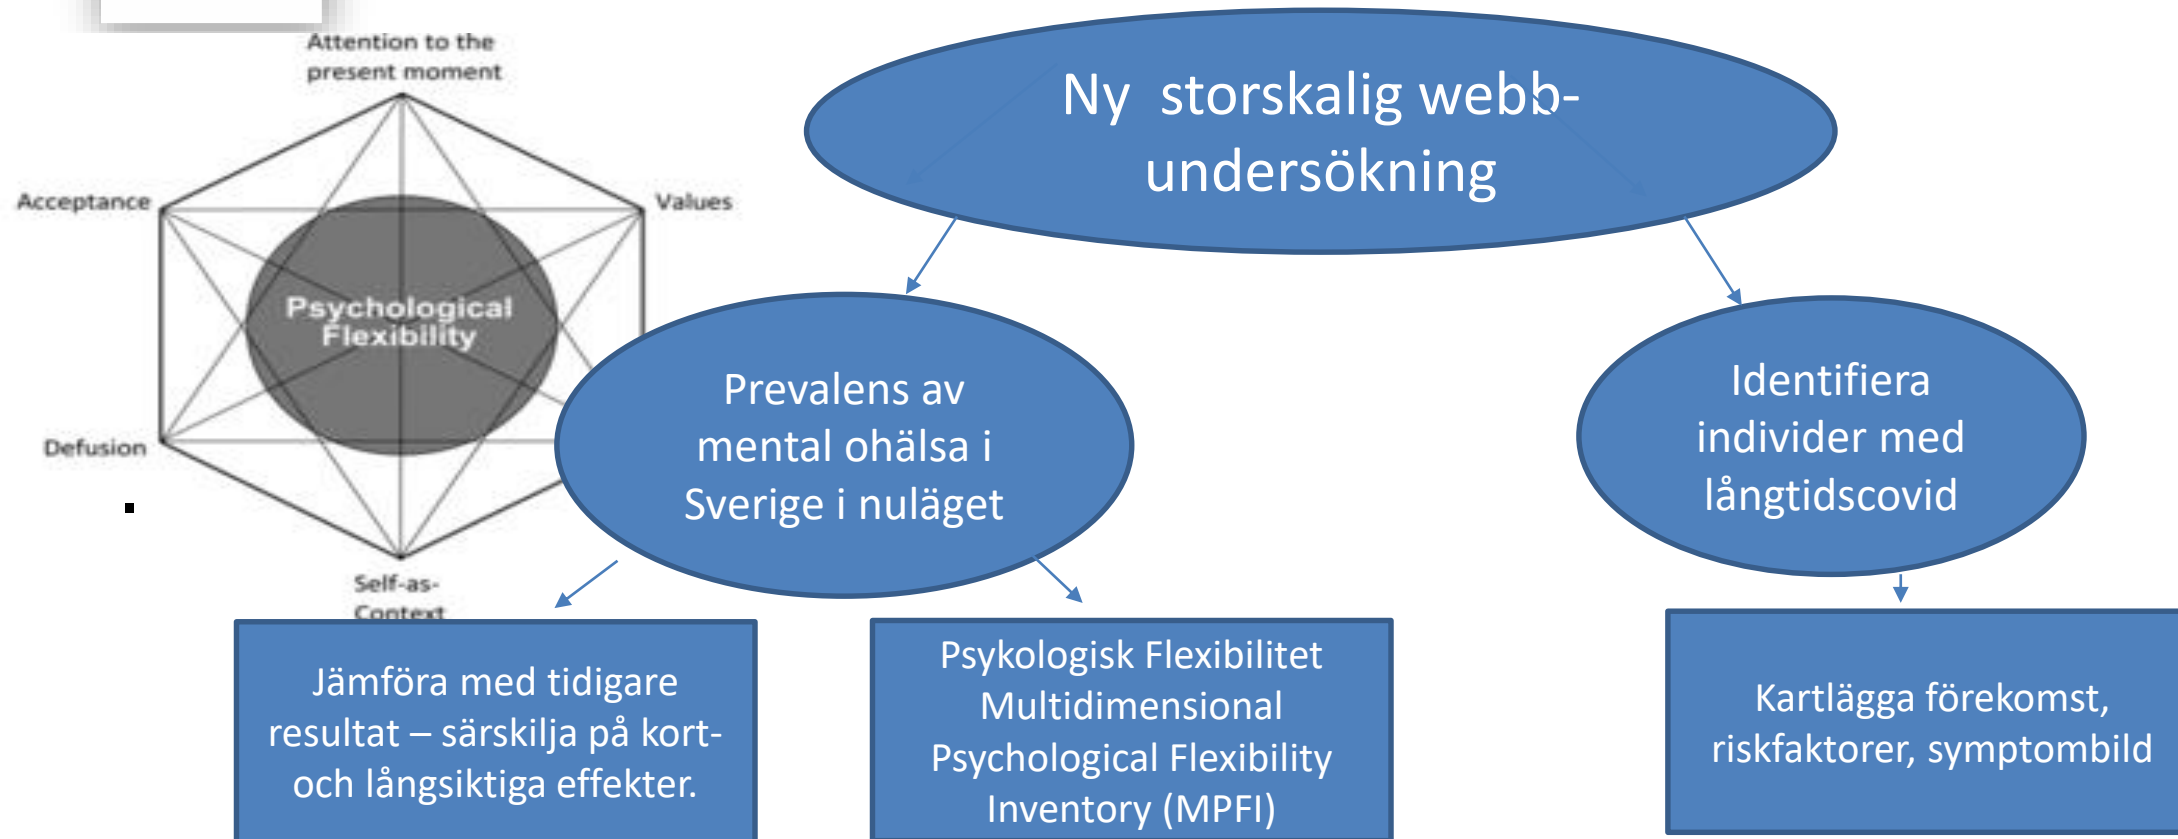 Attention to the
present moment
Acceptance
Values
Psychological
Flexibility
Defusion
Self-as-
Context
Ny storskalig webb-
undersökning
Prevalens av
mental ohälsa i
Sverige i nuläget
Identifiera
individer med
långtidscovid
Jämföra med tidigare
resultat – särskilja på kort-
och långsiktiga effekter.
Psykologisk Flexibilitet
Multidimensional
Psychological Flexibility
Inventory (MPFI)
Kartlägga förekomst,
riskfaktorer, symptombild